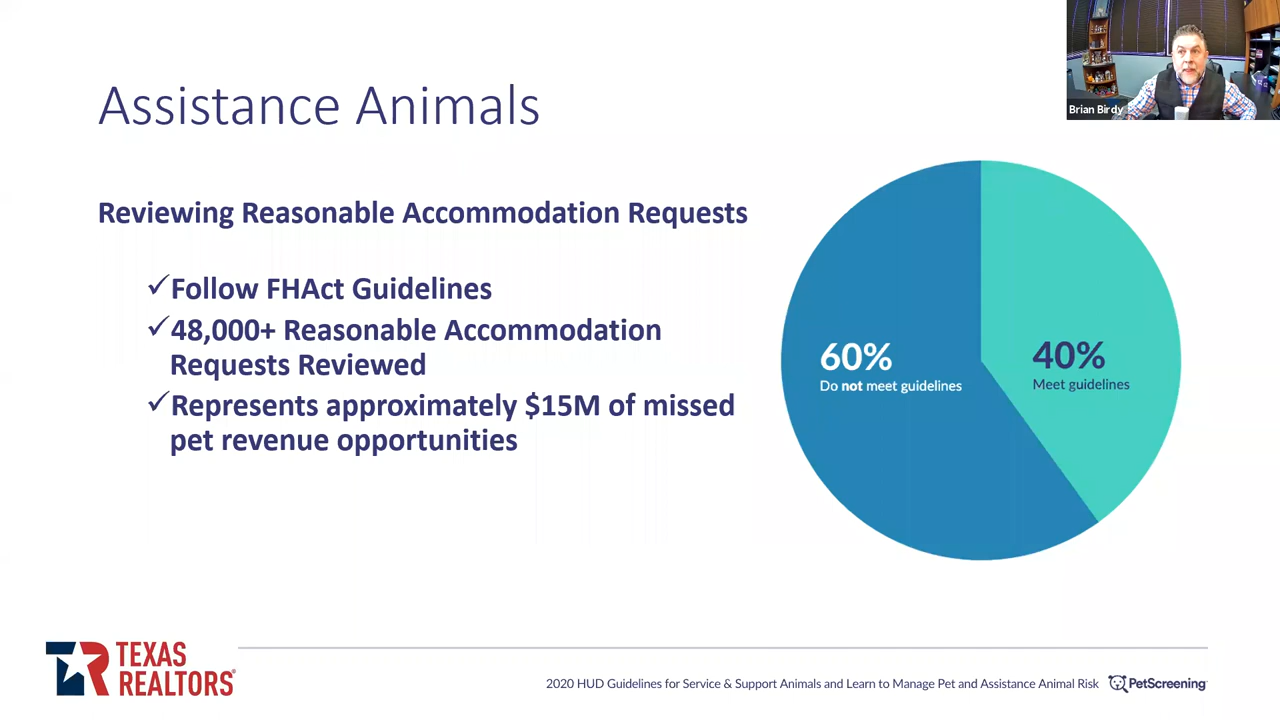 Brian Birdy
Assistance Animals
Reviewing Reasonable Accommodation Requests
✓Follow FHAct Guidelines
✓48,000+ Reasonable Accommodation
Requests Reviewed
✓Represents approximately $15M of missed
pet revenue opportunities
60%
Do not meet guidelines
40%
Meet guidelines
TEXAS
REALTORS®
2020 HUD Guidelines for Service & Support Animals and Learn to Manage Pet and Assistance Animal Risk
PetScreening